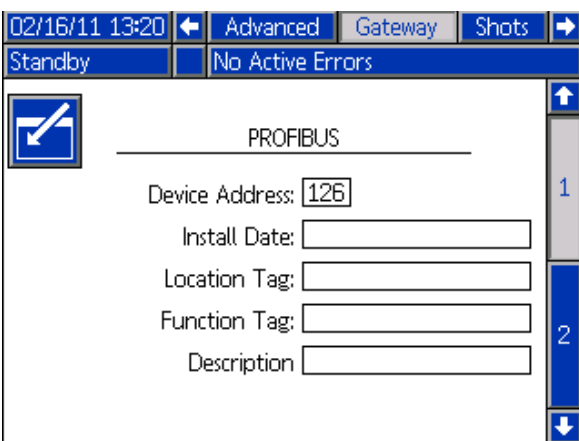 02/16/11 13:20 Advanced Gateway Shots
Standby No Active Errors
PROFIBUS
1
Device Address: 126
Install Date:
Location Tag:
Function Tag:
2
Description